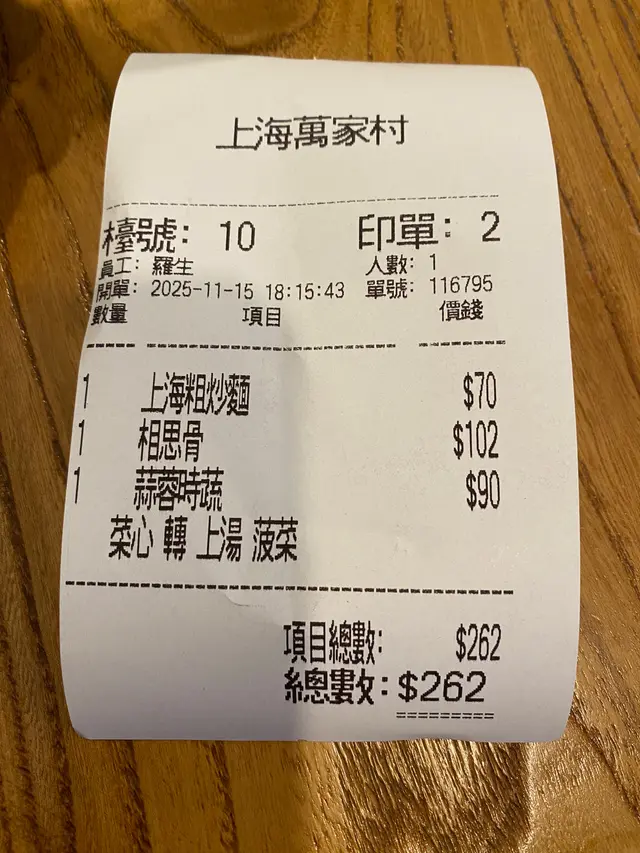 上海萬家村
檯號: 10 印單: 2
員工: 羅生 人數: 1
開單: 2025-11-15 18:15:43 單號: 116795
數量 項目 價錢
1 上海粗炒麵 $70
1 相思骨 $102
1 蒜蓉時蔬 $90
菜心 轉 上湯 菠菜
項目總數: $262
總數: $262